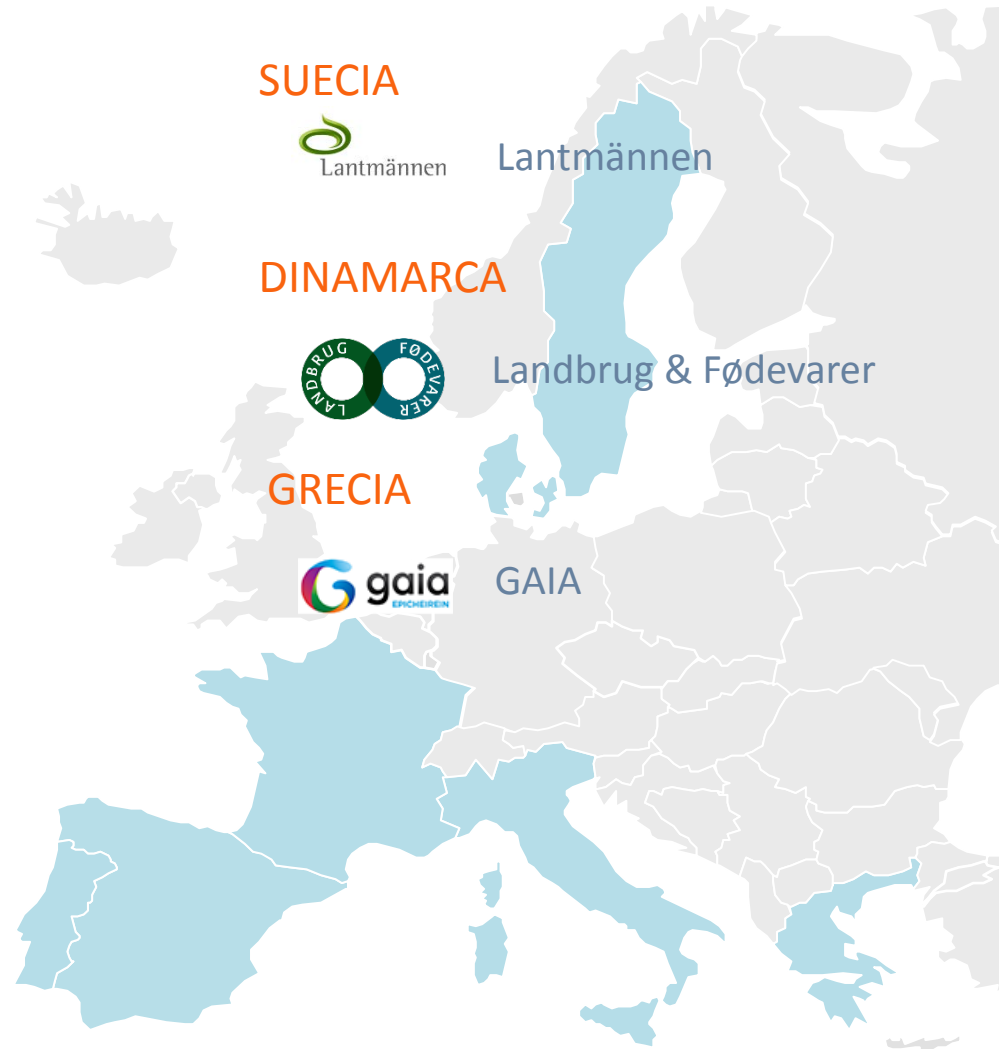 SUECIA
Lantmännen
Lantmännen
DINAMARCA
LANDBRUG
FØDEVARER
Landbrug & Fødevarer
GRECIA
gaia
EPICHEIREIN
GAIA